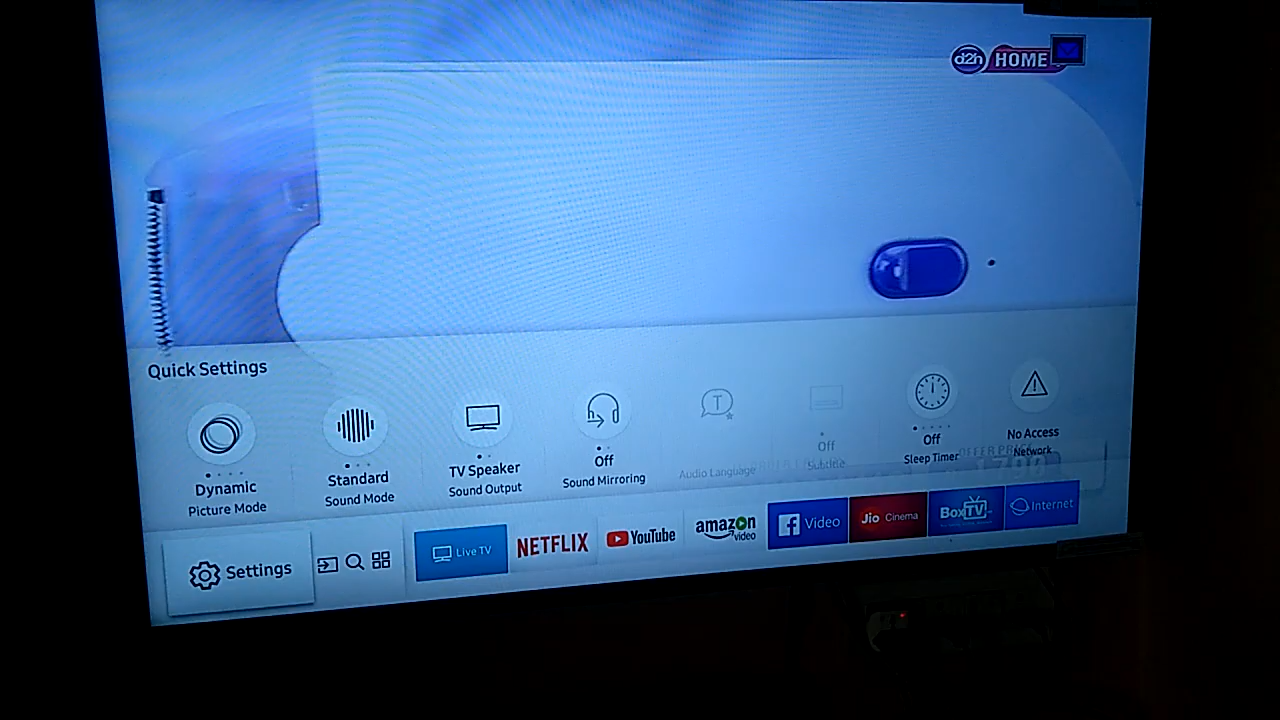 d2h HOME
Quick Settings
Dynamic
Picture Mode
Standard
Sound Mode
TV Speaker
Sound Output
Off
Sound Mirroring
Audio Language
Off
Subtitle
Off
Sleep Timer
No Access
Network
OFFER PRICE
Settings
Live TV
NETFLIX
YouTube
amazon
video
f Video
Jio Cinema
BoxTV
Internet